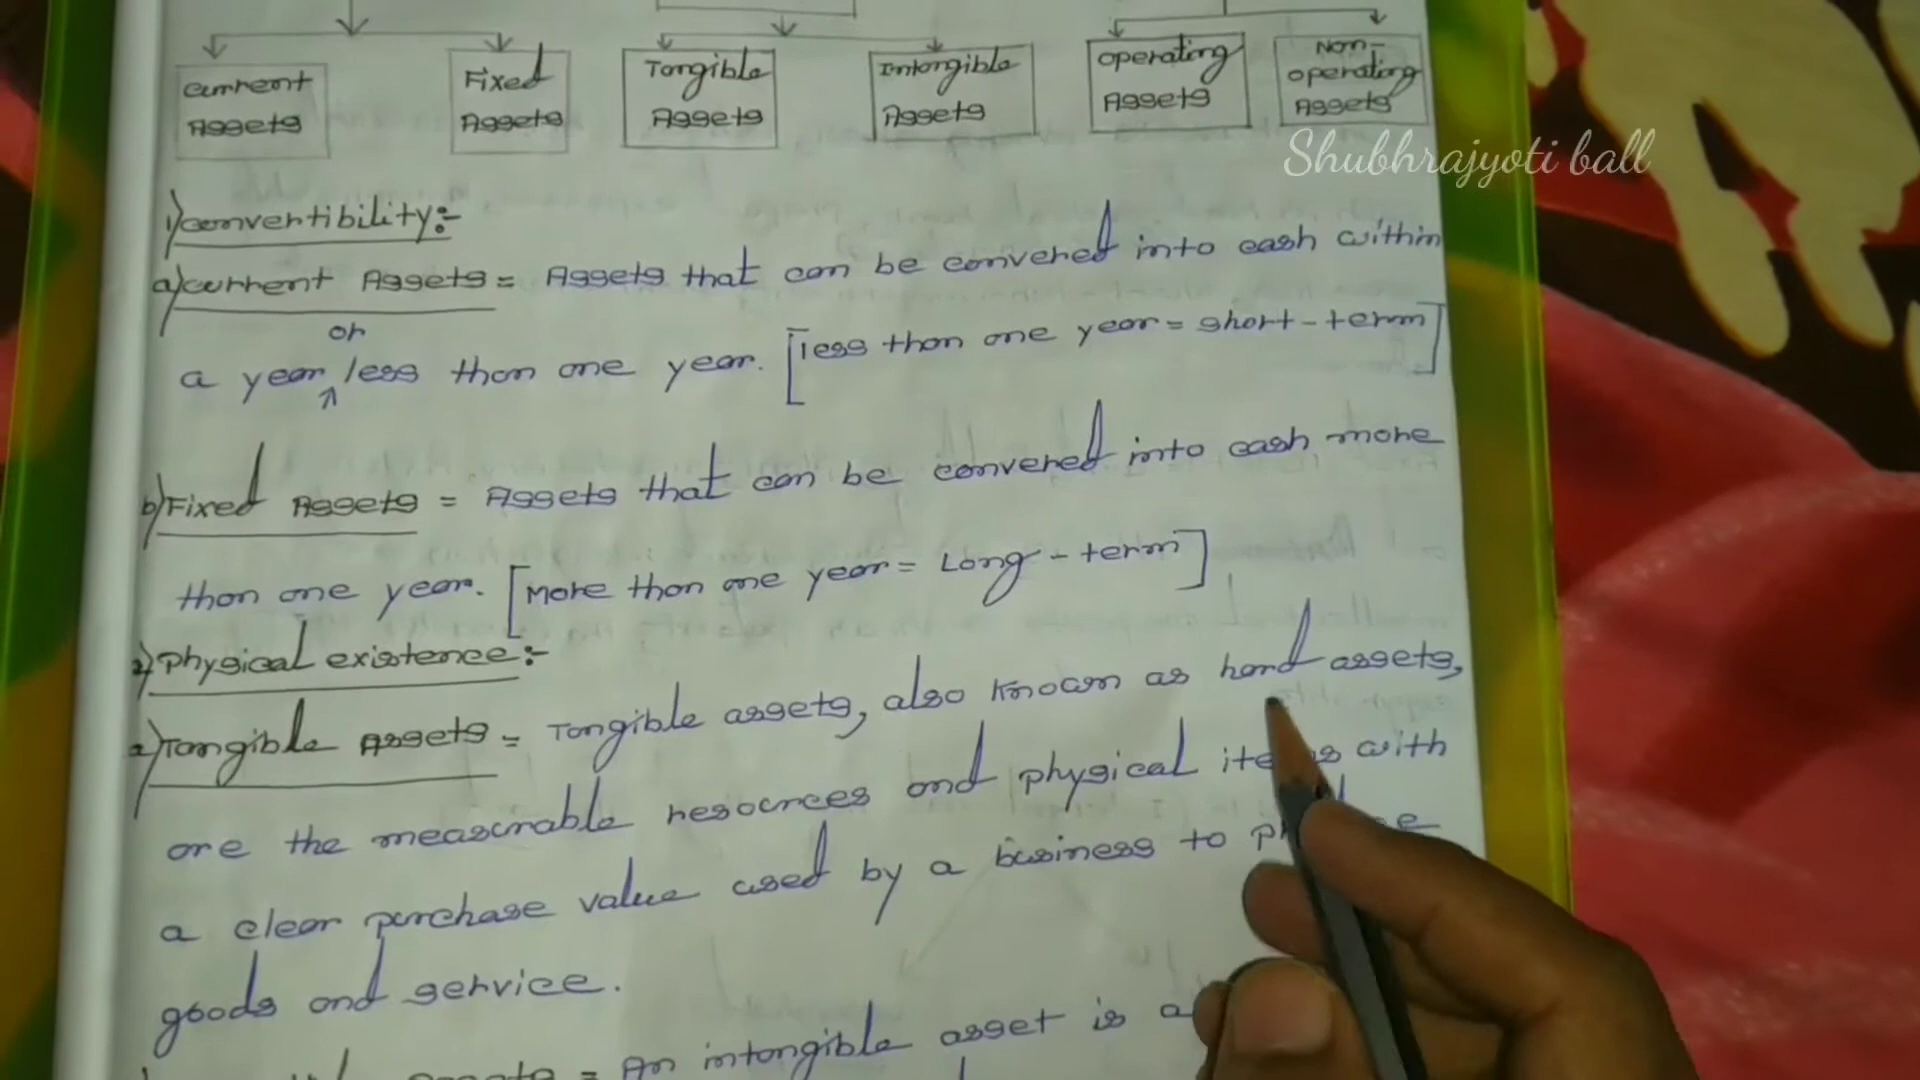 Current Assets
Fixed Assets
Tangible Assets
Intangible Assets
Operating Assets
Non-operating Assets
Shubhrajyoti ball
1) Convertibility:-
a) Current Assets = Assets that can be convered into cash within
or
a year less than one year. [less than one year = short-term]
b) Fixed Assets = Assets that can be convered into cash more
than one year. [More than one year = Long-term]
2) Physical existence:-
a) Tangible Assets = Tangible assets, also known as hard assets,
are the measurable resources and physical items with
a clear purchase value used by a business to
goods and service.
= An intangible asset is a